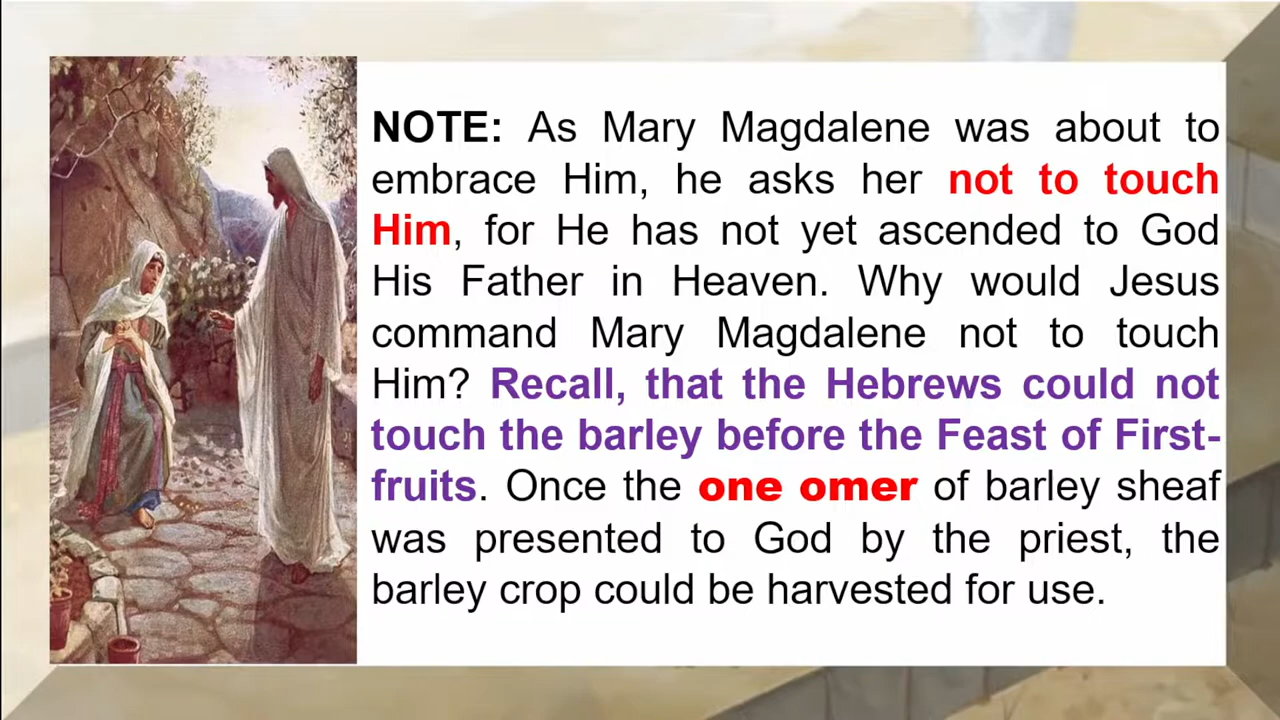 NOTE: As Mary Magdalene was about to
embrace Him, he asks her not to touch
Him, for He has not yet ascended to God
His Father in Heaven. Why would Jesus
command Mary Magdalene not to touch
Him? Recall, that the Hebrews could not
touch the barley before the Feast of First-
fruits. Once the one omer of barley sheaf
was presented to God by the priest, the
barley crop could be harvested for use.